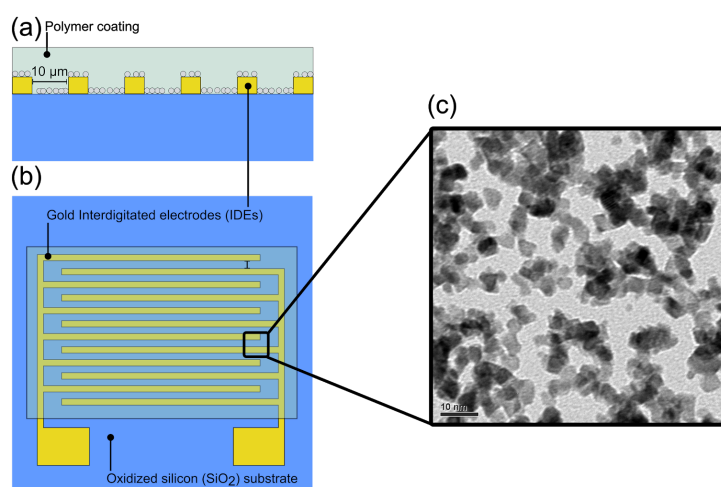 (a)
Polymer coating
10 µm
(b)
Gold Interdigitated electrodes (IDEs)
Oxidized silicon (SiO₂) substrate
(c)
10 nm